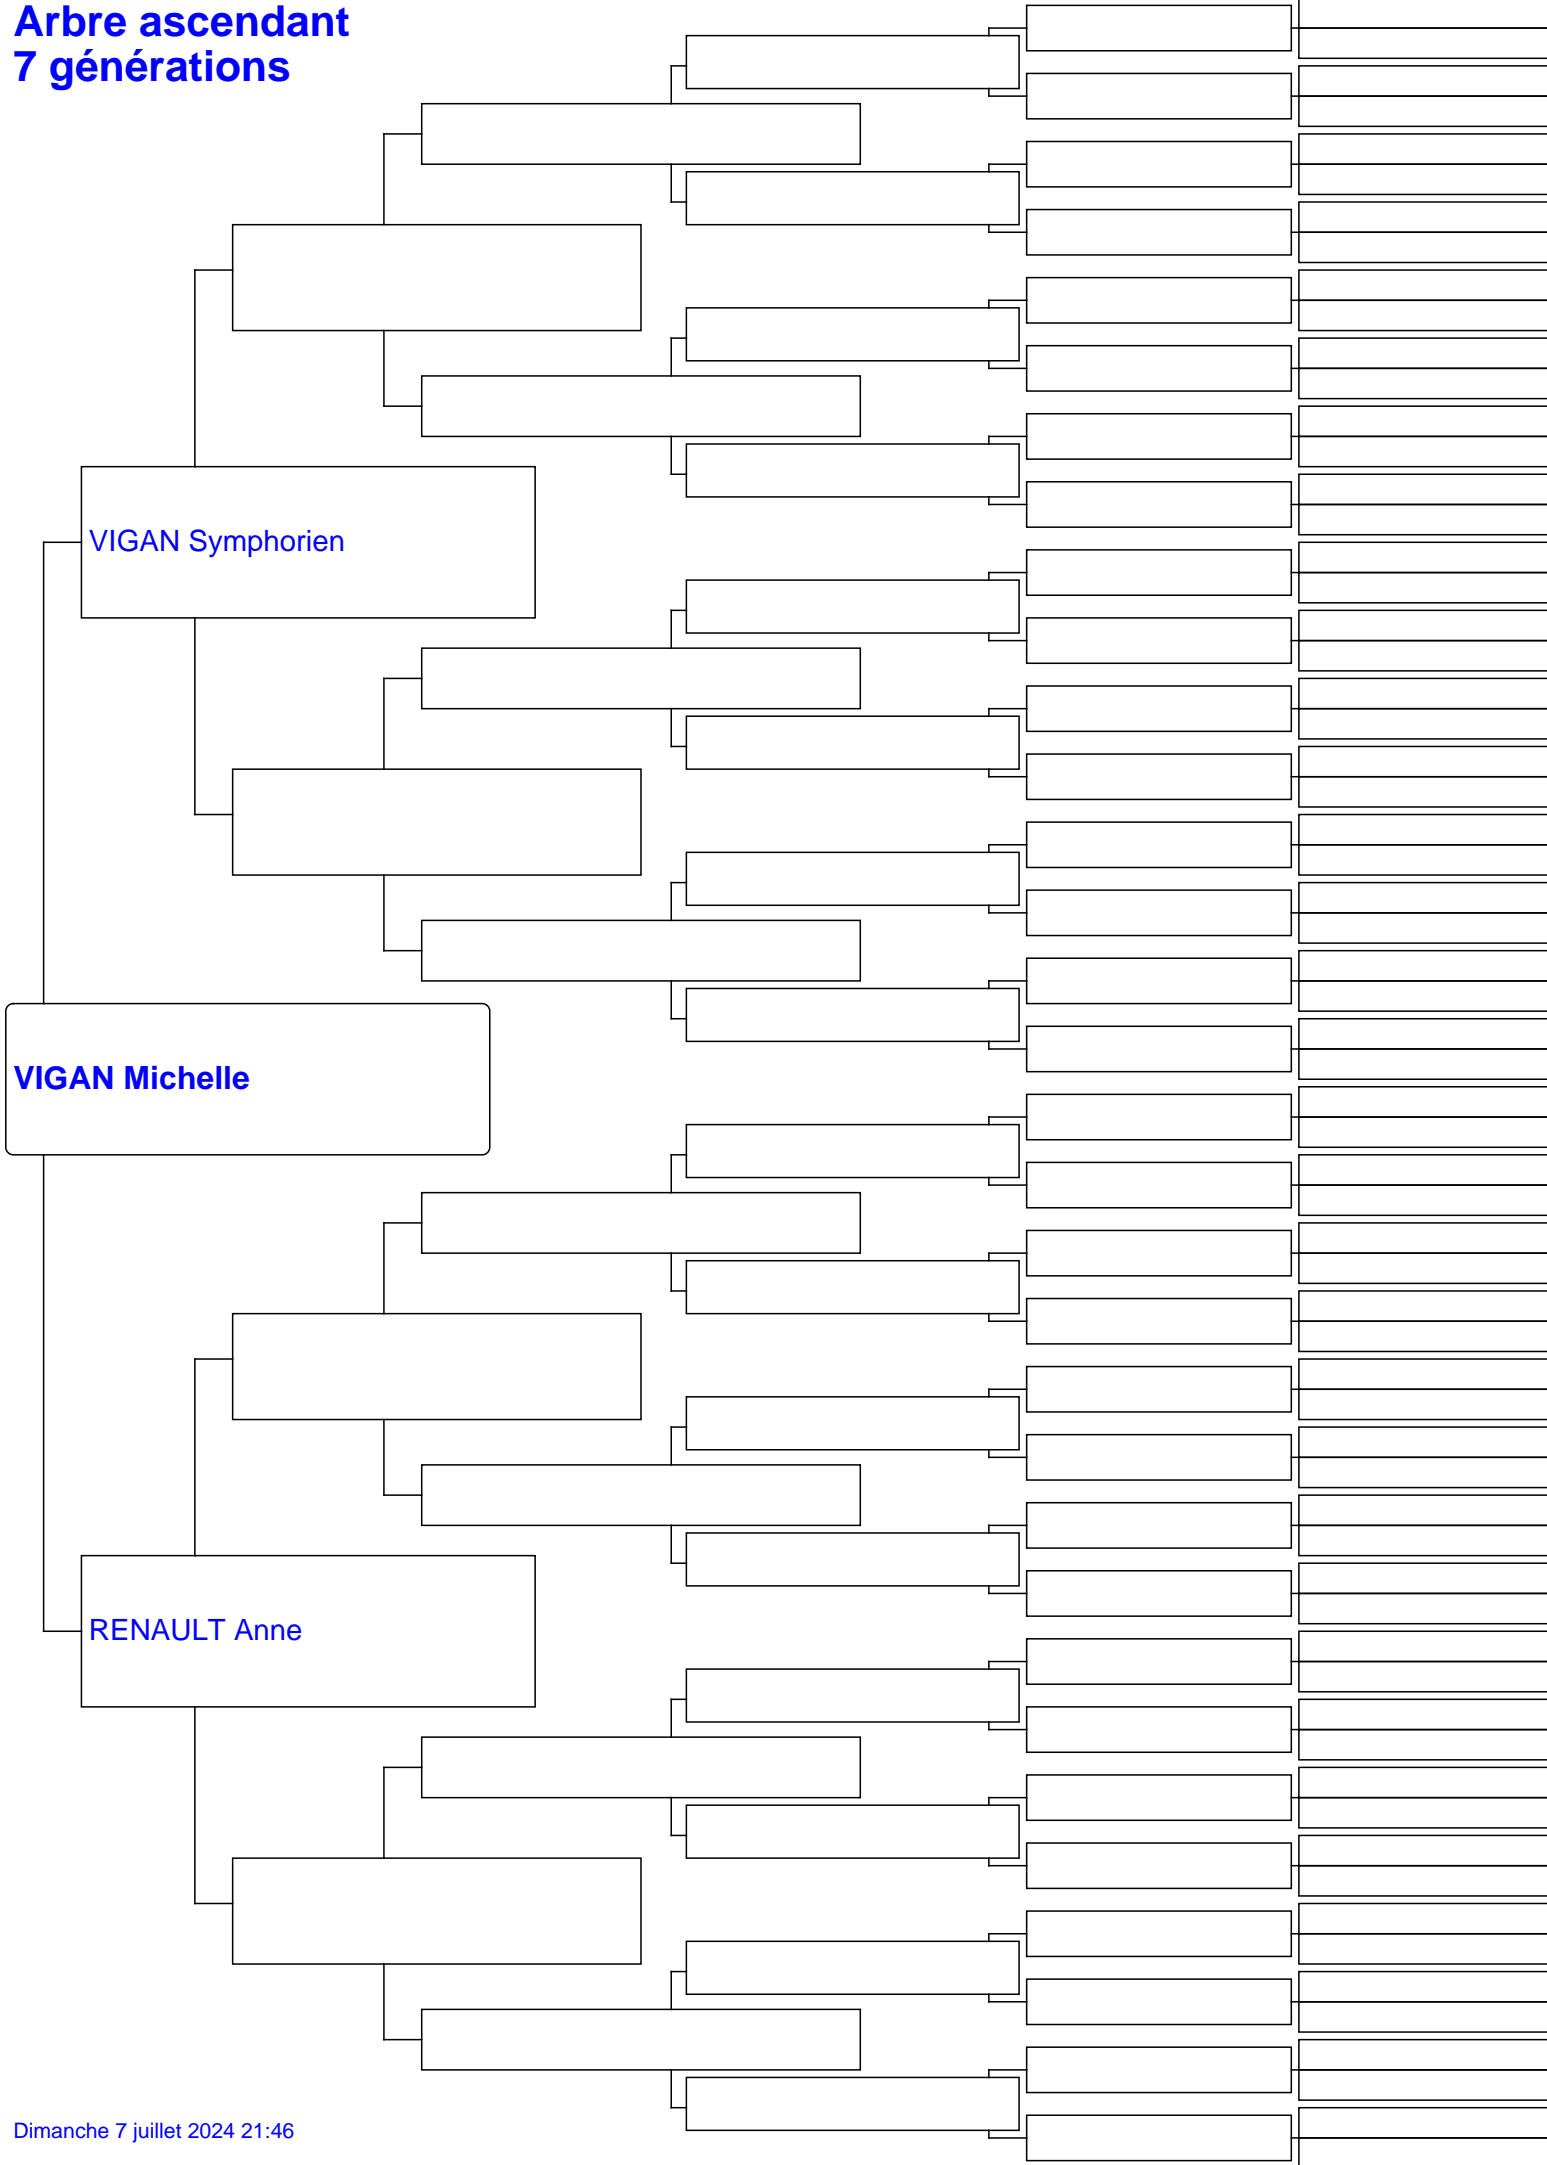 Arbre ascendant
7 générations
VIGAN Symphorien
VIGAN Michelle
RENAULT Anne
Dimanche 7 juillet 2024 21:46